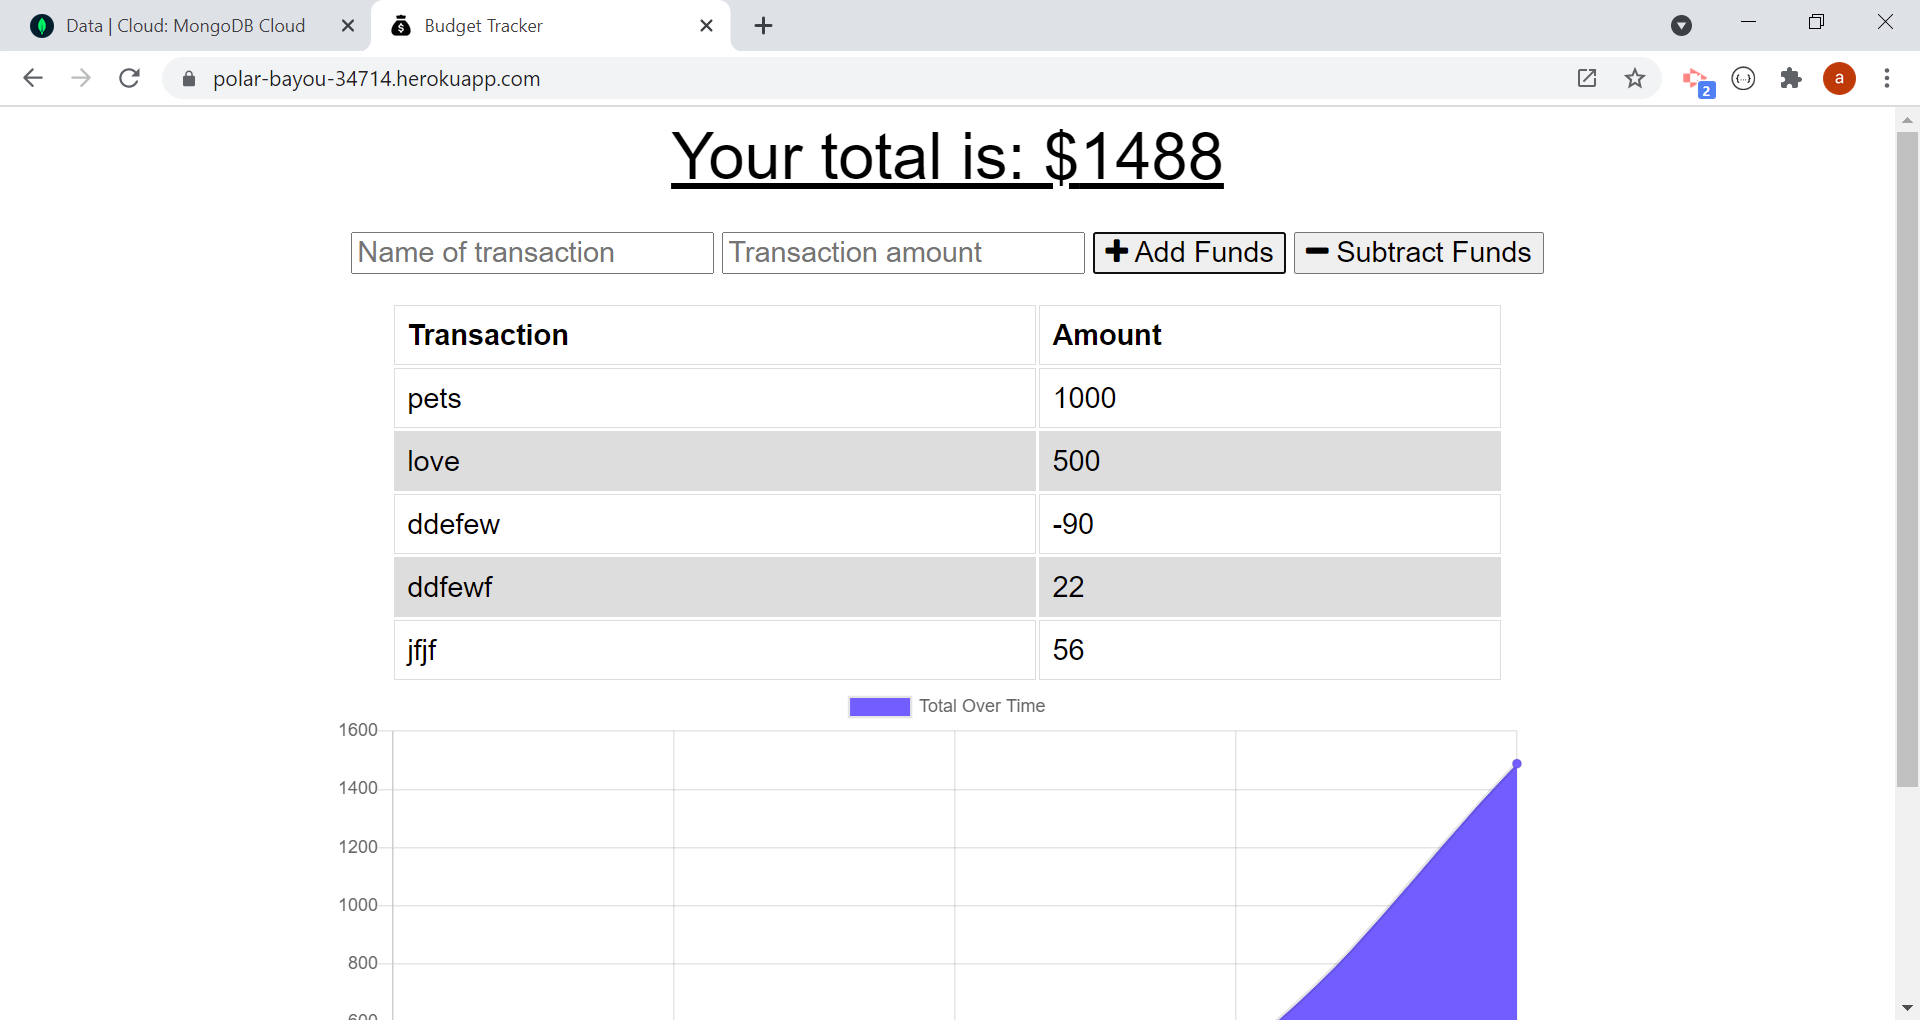 Data | Cloud: MongoDB Cloud
Budget Tracker
polar-bayou-34714.herokuapp.com
2
a
Your total is: $1488
Name of transaction
Transaction amount
Add Funds
Subtract Funds
Transaction Amount
pets 1000
love 500
ddefew -90
ddfewf 22
jfjf 56
Total Over Time
1600
1400
1200
1000
800
600